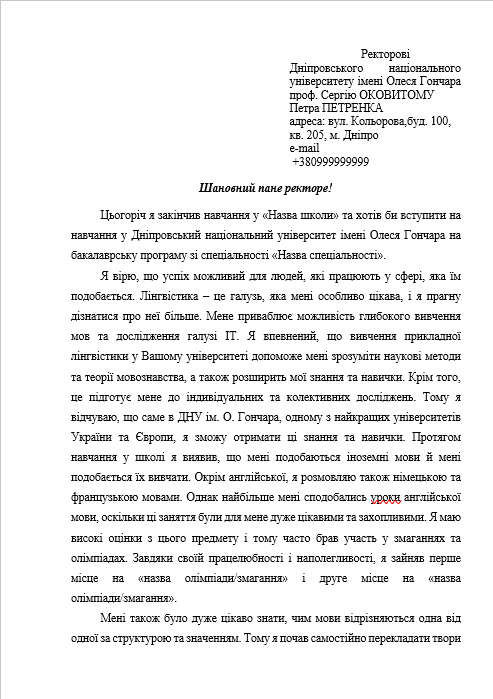 Ректорові
Дніпровського національного
університету імені Олеся Гончара
проф. Сергію ОКОВИТОМУ
Петра ПЕТРЕНКА
адреса: вул. Кольорова,буд. 100,
кв. 205, м. Дніпро
e-mail
+380999999999
Шановний пане ректоре!
Цьогоріч я закінчив навчання у «Назва школи» та хотів би вступити на
навчання у Дніпровський національний університет імені Олеся Гончара на
бакалаврську програму зі спеціальності «Назва спеціальності».
Я вірю, що успіх можливий для людей, які працюють у сфері, яка їм
подобається. Лінгвістика – це галузь, яка мені особливо цікава, і я прагну
дізнатися про неї більше. Мене приваблює можливість глибокого вивчення
мов та дослідження галузі ІТ. Я впевнений, що вивчення прикладної
лінгвістики у Вашому університеті допоможе мені зрозуміти наукові методи
та теорії мовознавства, а також розширить мої знання та навички. Крім того,
це підготує мене до індивідуальних та колективних досліджень. Тому я
відчуваю, що саме в ДНУ ім. О. Гончара, одному з найкращих університетів
України та Європи, я зможу отримати ці знання та навички. Протягом
навчання у школі я виявив, що мені подобаються іноземні мови й мені
подобається їх вивчати. Окрім англійської, я розмовляю також німецькою та
французькою мовами. Однак найбільше мені сподобались уроки англійської
мови, оскільки ці заняття були для мене дуже цікавими та захопливими. Я маю
високі оцінки з цього предмету і тому часто брав участь у змаганнях та
олімпіадах. Завдяки своїй працелюбності і наполегливості, я зайняв перше
місце на «назва олімпіади/змагання» і друге місце на «назва
олімпіади/змагання».
Мені також було дуже цікаво знати, чим мови відрізняються одна від
одної за структурою та значенням. Тому я почав самостійно перекладати твори